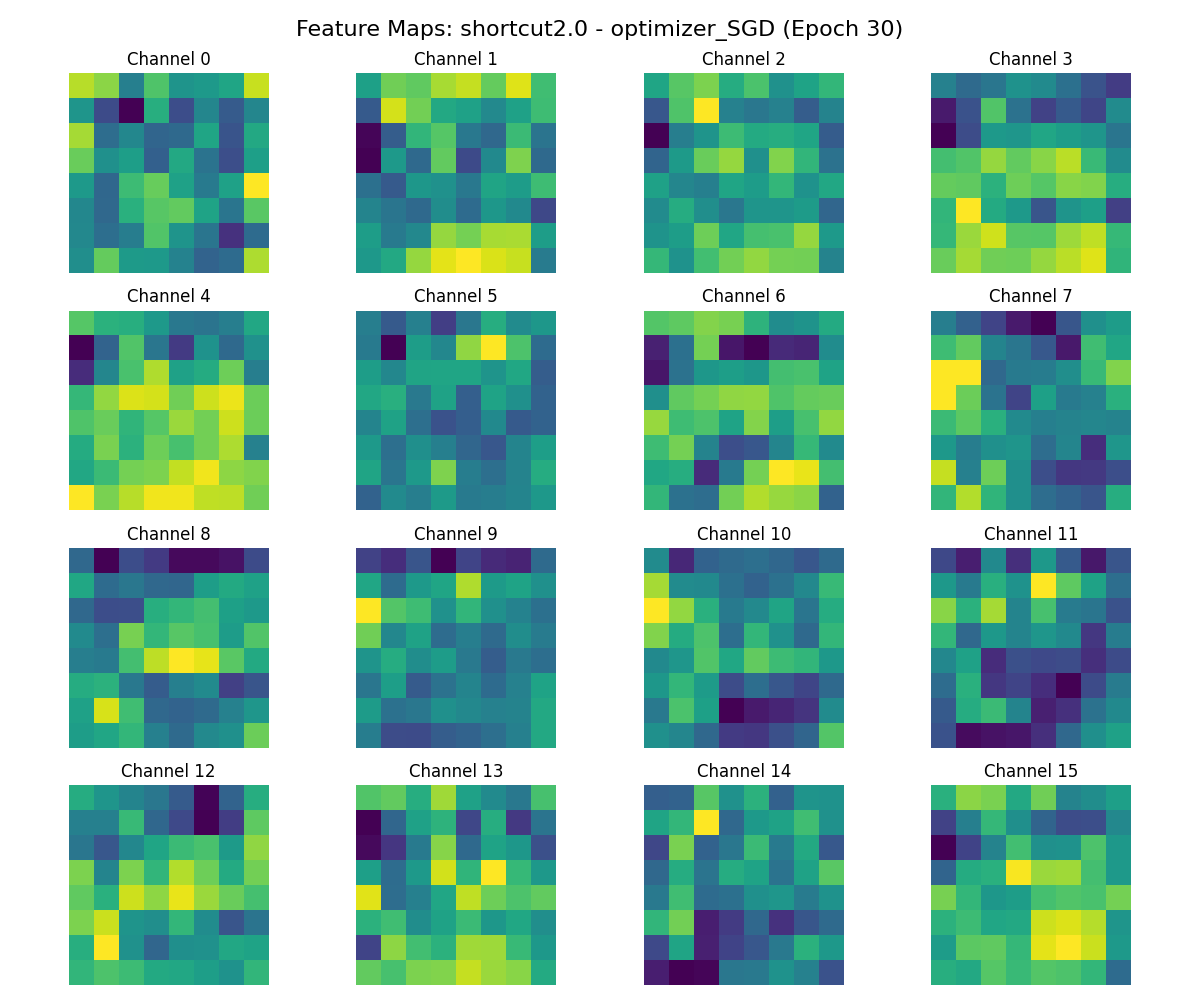 Feature Maps: shortcut2.0 - optimizer_SGD (Epoch 30)
Channel 0
Channel 1
Channel 2
Channel 3
Channel 4
Channel 5
Channel 6
Channel 7
Channel 8
Channel 9
Channel 10
Channel 11
Channel 12
Channel 13
Channel 14
Channel 15